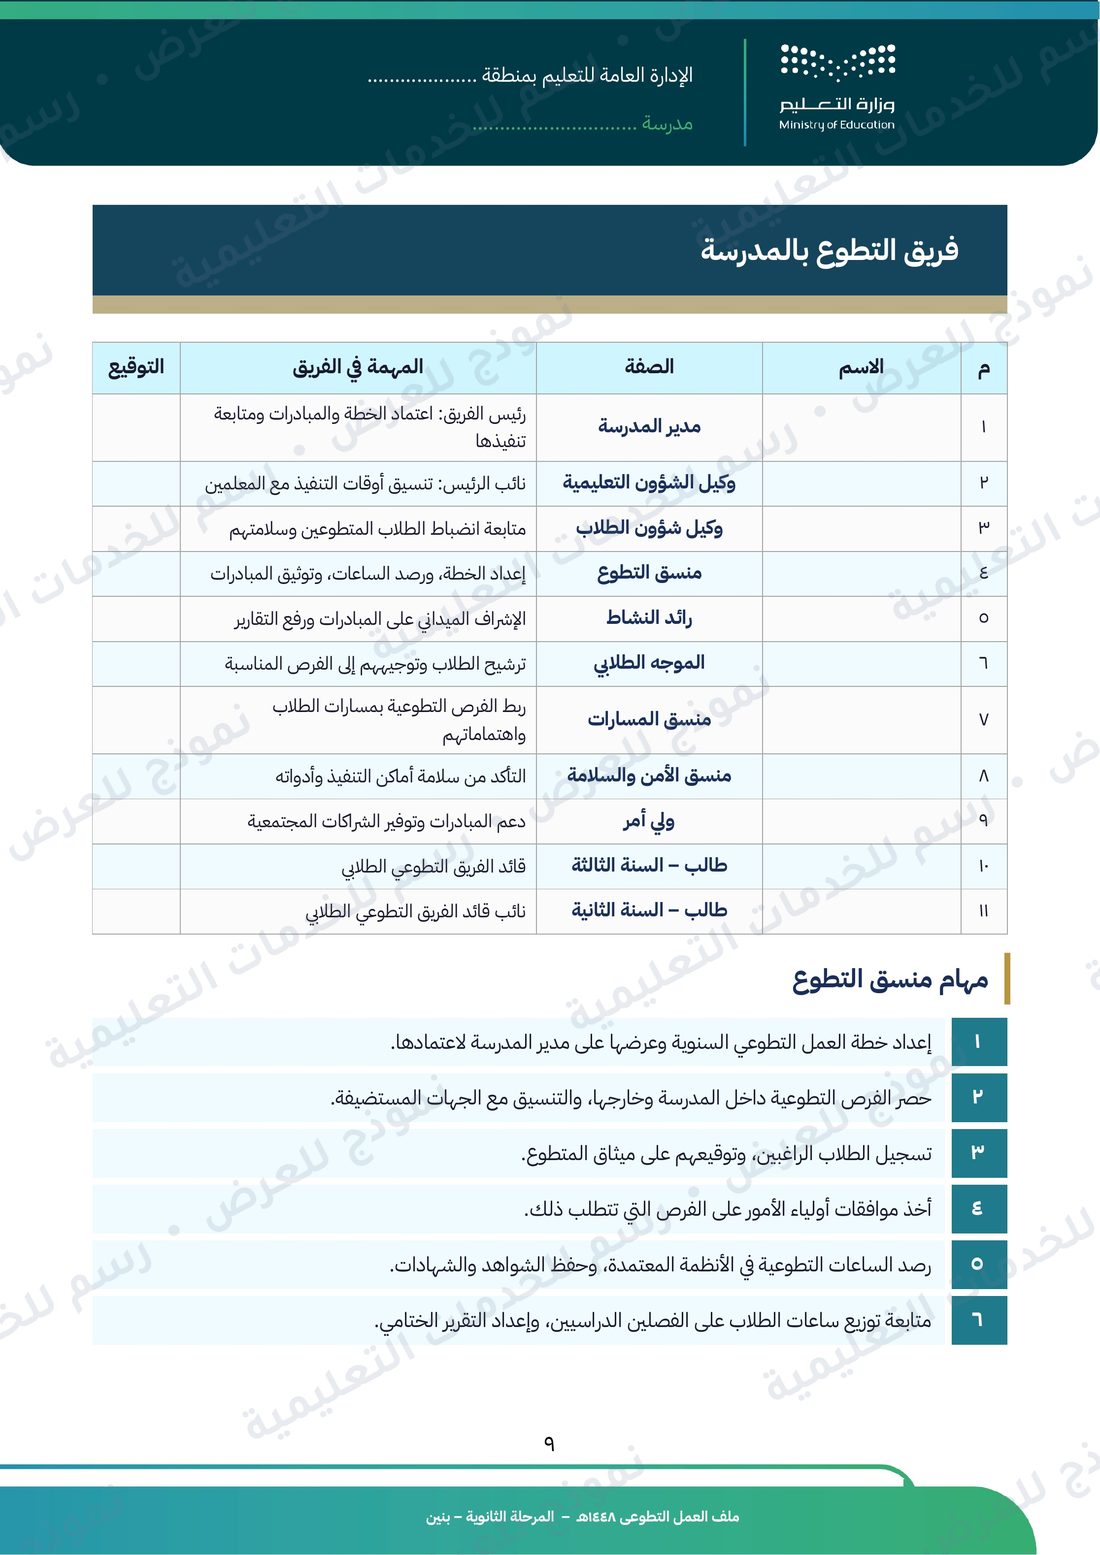 الإدارة العامة للتعليم بمنطقة ....................
مدرسة ..............................
وزارة التعـــليم
Ministry of Education
فريق التطوع بالمدرسة
م الاسم الصفة المهمة في الفريق التوقيع
١ مدير المدرسة رئيس الفريق: اعتماد الخطة والمبادرات ومتابعة
تنفيذها
٢ وكيل الشؤون التعليمية نائب الرئيس: تنسيق أوقات التنفيذ مع المعلمين
٣ وكيل شؤون الطلاب متابعة انضباط الطلاب المتطوعين وسلامتهم
٤ منسق التطوع إعداد الخطة، ورصد الساعات، وتوثيق المبادرات
٥ رائد النشاط الإشراف الميداني على المبادرات ورفع التقارير
٦ الموجه الطلابي ترشيح الطلاب وتوجيههم إلى الفرص المناسبة
٧ منسق المسارات ربط الفرص التطوعية بمسارات الطلاب
واهتماماتهم
٨ منسق الأمن والسلامة التأكد من سلامة أماكن التنفيذ وأدواته
٩ ولي أمر دعم المبادرات وتوفير الشراكات المجتمعية
١٠ طالب – السنة الثالثة قائد الفريق التطوعي الطلابي
١١ طالب – السنة الثانية نائب قائد الفريق التطوعي الطلابي
مهام منسق التطوع
١ إعداد خطة العمل التطوعي السنوية وعرضها على مدير المدرسة لاعتمادها.
٢ حصر الفرص التطوعية داخل المدرسة وخارجها، والتنسيق مع الجهات المستضيفة.
٣ تسجيل الطلاب الراغبين، وتوقيعهم على ميثاق المتطوع.
٤ أخذ موافقات أولياء الأمور على الفرص التي تتطلب ذلك.
٥ رصد الساعات التطوعية في الأنظمة المعتمدة، وحفظ الشواهد والشهادات.
٦ متابعة توزيع ساعات الطلاب على الفصلين الدراسيين، وإعداد التقرير الختامي.
٩
ملف العمل التطوعي ١٤٤٨هـ – المرحلة الثانوية – بنين
نموذج للعرض • رسم للخدمات التعليمية